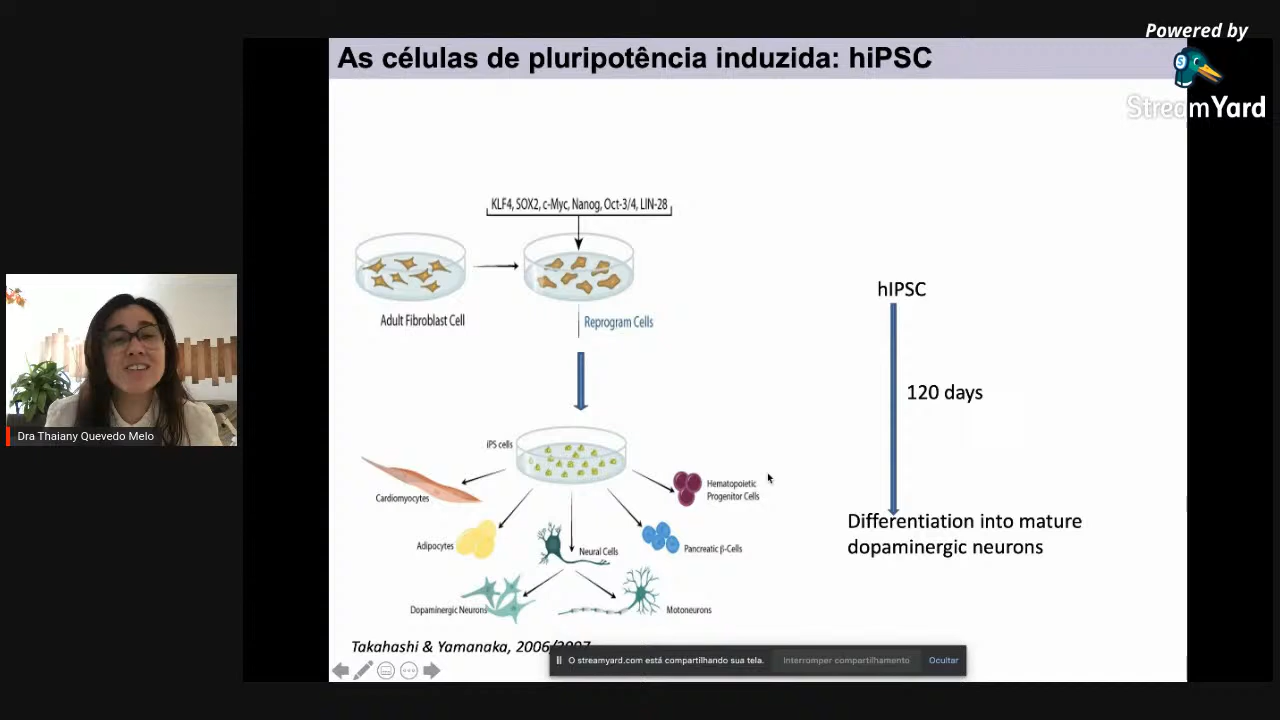 Powered by
StreamYard
As células de pluripotência induzida: hiPSC
KLF4, SOX2, c-Myc, Nanog, Oct-3/4, LIN-28
Adult Fibroblast Cell
Reprogram Cells
hIPSC
120 days
Differentiation into mature
dopaminergic neurons
iPS cells
Cardiomyocytes
Hematopoietic
Progenitor Cells
Adipocytes
Neural Cells
Pancreatic β-Cells
Dopaminergic Neurons
Motoneurons
Takahashi & Yamanaka, 2006/2007
Dra Thaiany Quevedo Melo
O streamyard.com está compartilhando sua tela.
Interromper compartilhamento
Ocultar